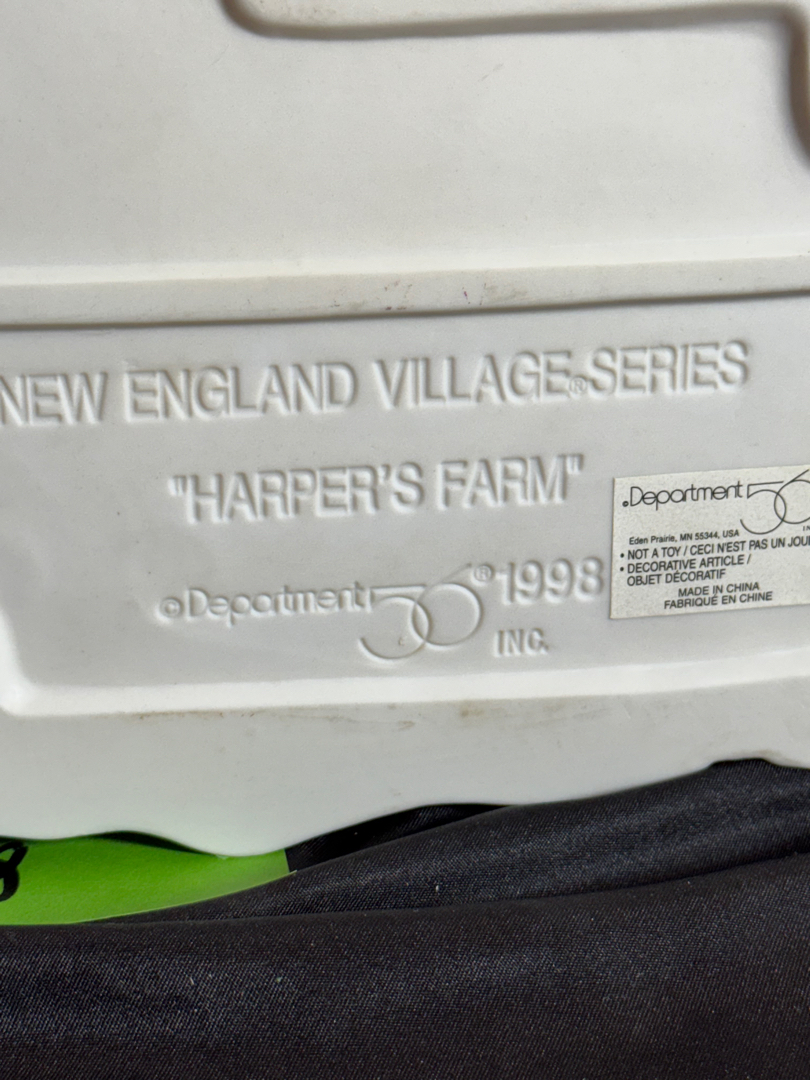 NEW ENGLAND VILLAGE® SERIES
"HARPER'S FARM"
©Department 56® 1998
INC.
Department 56
Eden Prairie, MN 55344, USA
• NOT A TOY / CECI N'EST PAS UN
• DECORATIVE ARTICLE /
OBJET DÉCORATIF
MADE IN CHINA
FABRIQUÉ EN CHINE